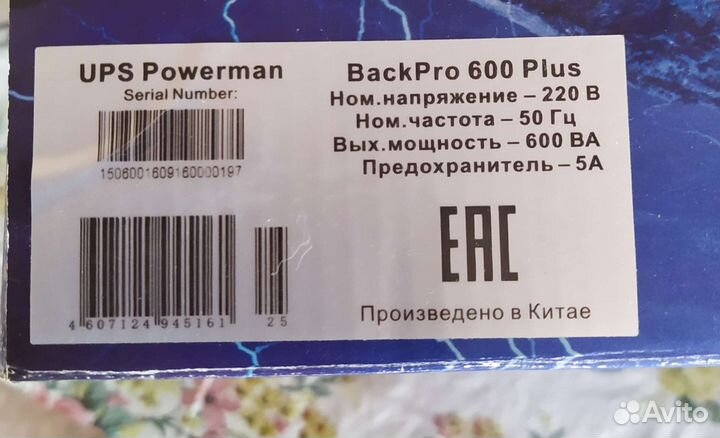 UPS Powerman
Serial Number:
1506001609160000197
4 607124 945161 25
BackPro 600 Plus
Ном.напряжение – 220 В
Ном.частота – 50 Гц
Вых.мощность – 600 ВА
Предохранитель – 5А
EAC
Произведено в Китае
Avito